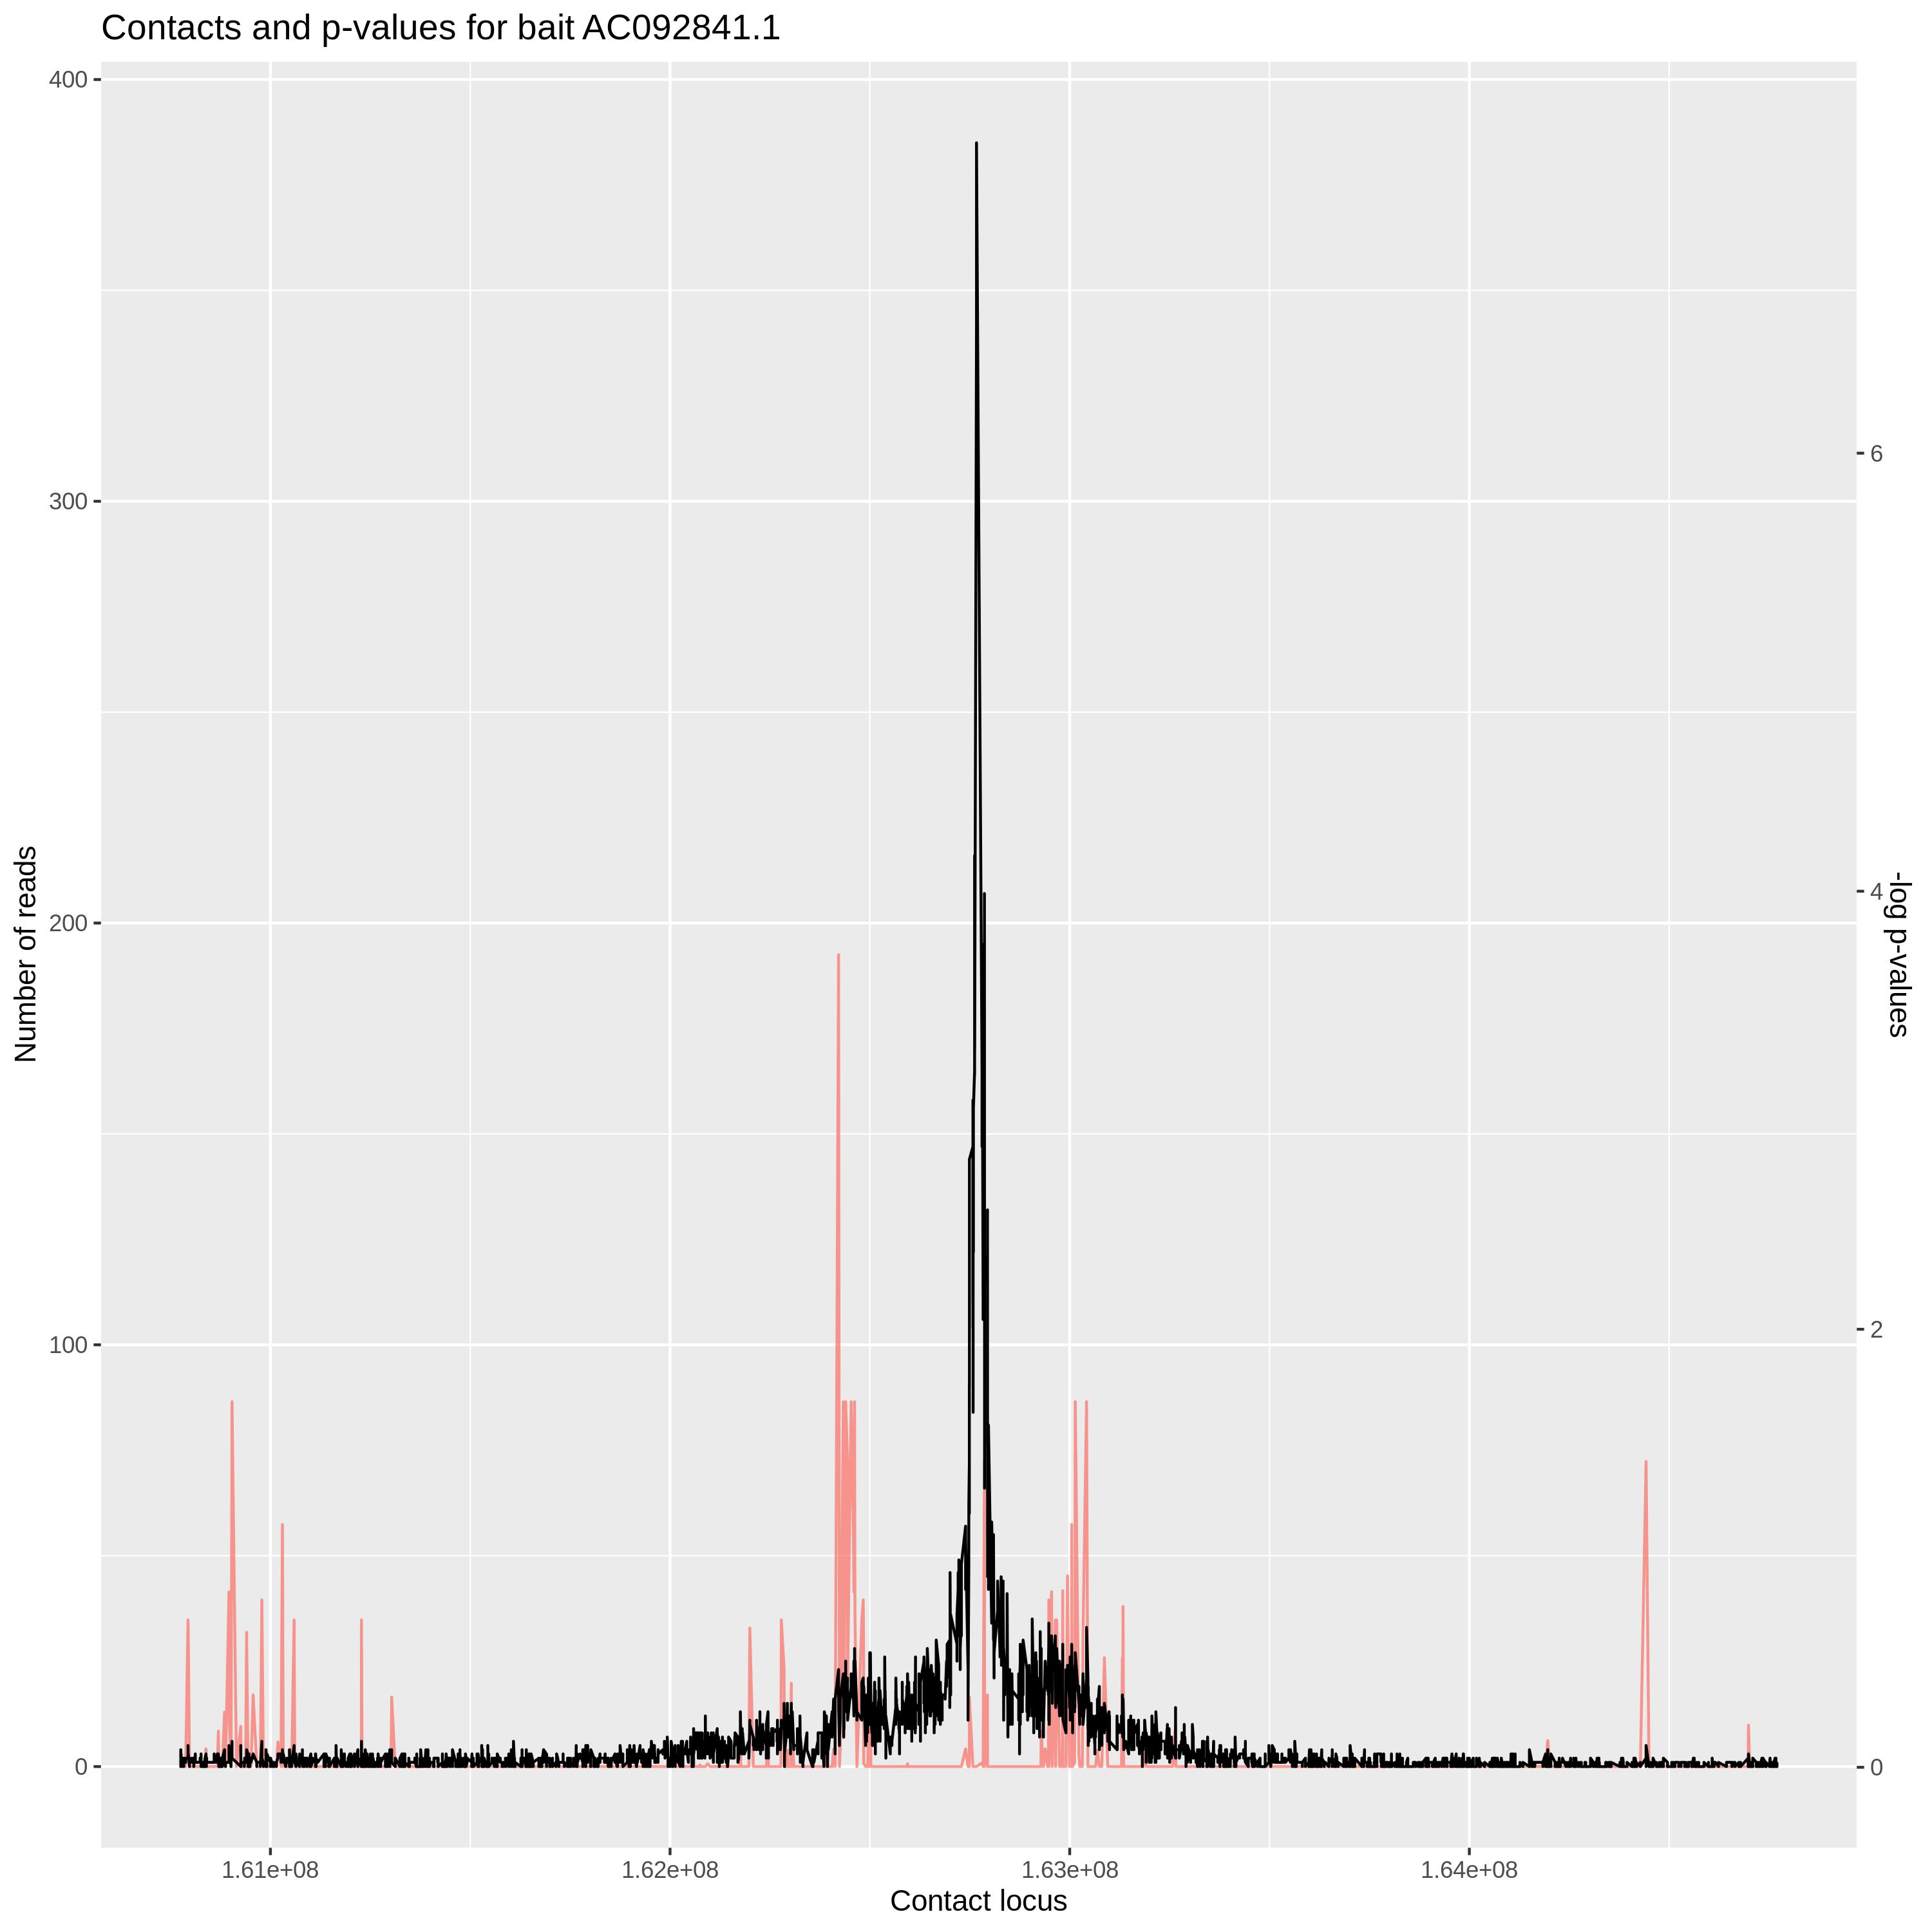 Contacts and p-values for bait AC092841.1
400
300
200
100
0
Number of reads
6
4
2
0
-log p-values
1.61e+08
1.62e+08
1.63e+08
1.64e+08
Contact locus